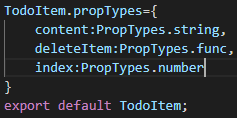 TodoItem.propTypes={
    content:PropTypes.string,
    deleteItem:PropTypes.func,
    index:PropTypes.number
}
export default TodoItem;